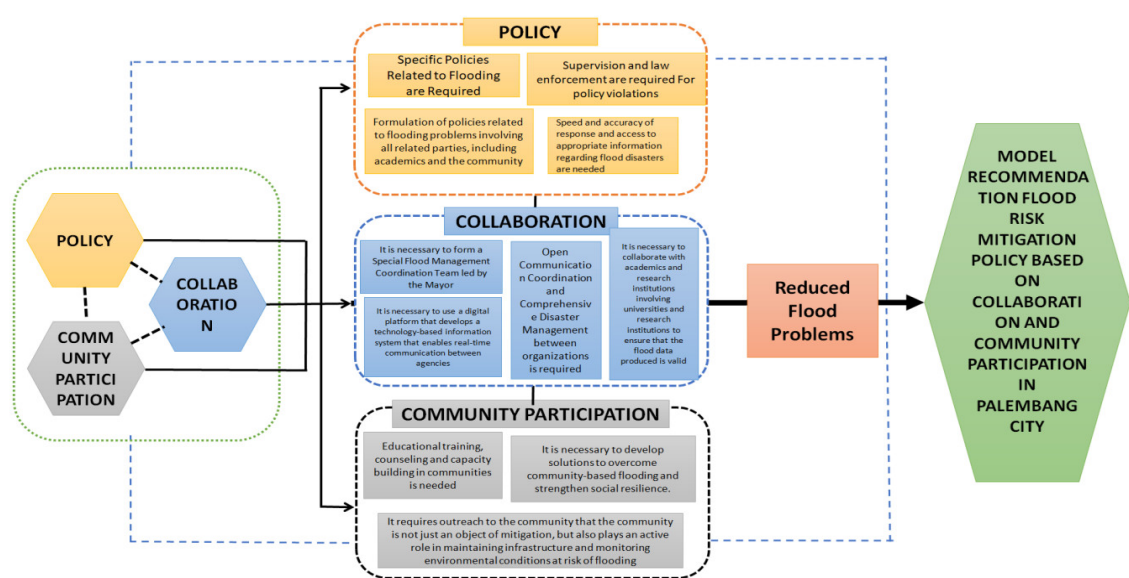 POLICY
COLLAB
ORATIO
N
COMM
UNITY
PARTICI
PATION
POLICY
Specific Policies
Related to Flooding
are Required
Supervision and law
enforcement are required For
policy violations
Formulation of policies related
to flooding problems involving
all related parties, including
academics and the community
Speed and accuracy of
response and access to
appropriate information
regarding flood disasters
are needed
COLLABORATION
It is necessary to form a
Special Flood Management
Coordination Team led by
the Mayor
It is necessary to use a digital
platform that develops a
technology-based information
system that enables real-time
communication between
agencies
Open
Communicatio
n Coordination
and
Comprehensiv
e Disaster
Management
between
organizations
is required
It is necessary to
collaborate with
academics and
research
institutions
involving
universities and
research
institutions to
ensure that the
flood data
produced is valid
COMMUNITY PARTICIPATION
Educational training,
counseling and capacity
building in communities
is needed
It is necessary to develop
solutions to overcome
community-based flooding and
strengthen social resilience.
It requires outreach to the community that the community
is not just an object of mitigation, but also plays an active
role in maintaining infrastructure and monitoring
environmental conditions at risk of flooding
Reduced
Flood
Problems
MODEL
RECOMMENDA
TION FLOOD
RISK
MITIGATION
POLICY BASED
ON
COLLABORATI
ON AND
COMMUNITY
PARTICIPATION
IN
PALEMBANG
CITY